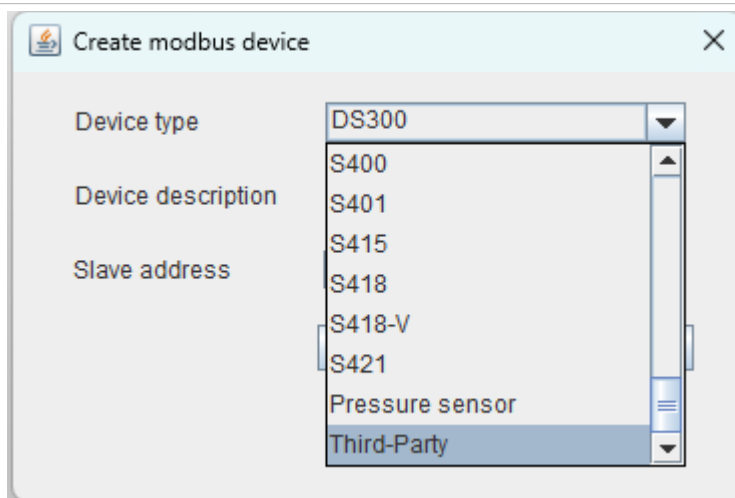 Create modbus device
Device type
DS300
S400
S401
Device description
S415
Slave address
S418
S418-V
S421
Pressure sensor
Third-Party